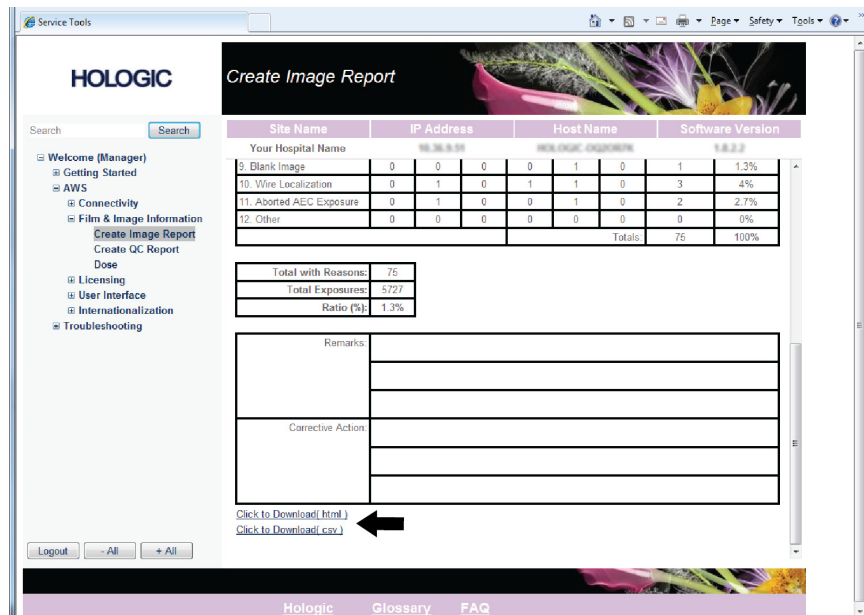 Service Tools
Page Safety Tools
HOLOGIC
Create Image Report
Search Search
Site Name IP Address Host Name Software Version
Your Hospital Name 1.8.2.2
Welcome (Manager)
Getting Started
AWS
Connectivity
Film & Image Information
Create Image Report
Create QC Report
Dose
Licensing
User Interface
Internationalization
Troubleshooting
9. Blank Image 0 0 0 0 1 0 1 1.3%
10. Wire Localization 0 1 0 1 1 0 3 4%
11. Aborted AEC Exposure 0 1 0 0 1 0 2 2.7%
12. Other 0 0 0 0 0 0 0 0%
Totals: 75 100%
Total with Reasons: 75
Total Exposures: 5727
Ratio (%): 1.3%
Remarks:
Corrective Action:
Click to Download( html )
Click to Download( csv )
Logout - All + All
Hologic Glossary FAQ